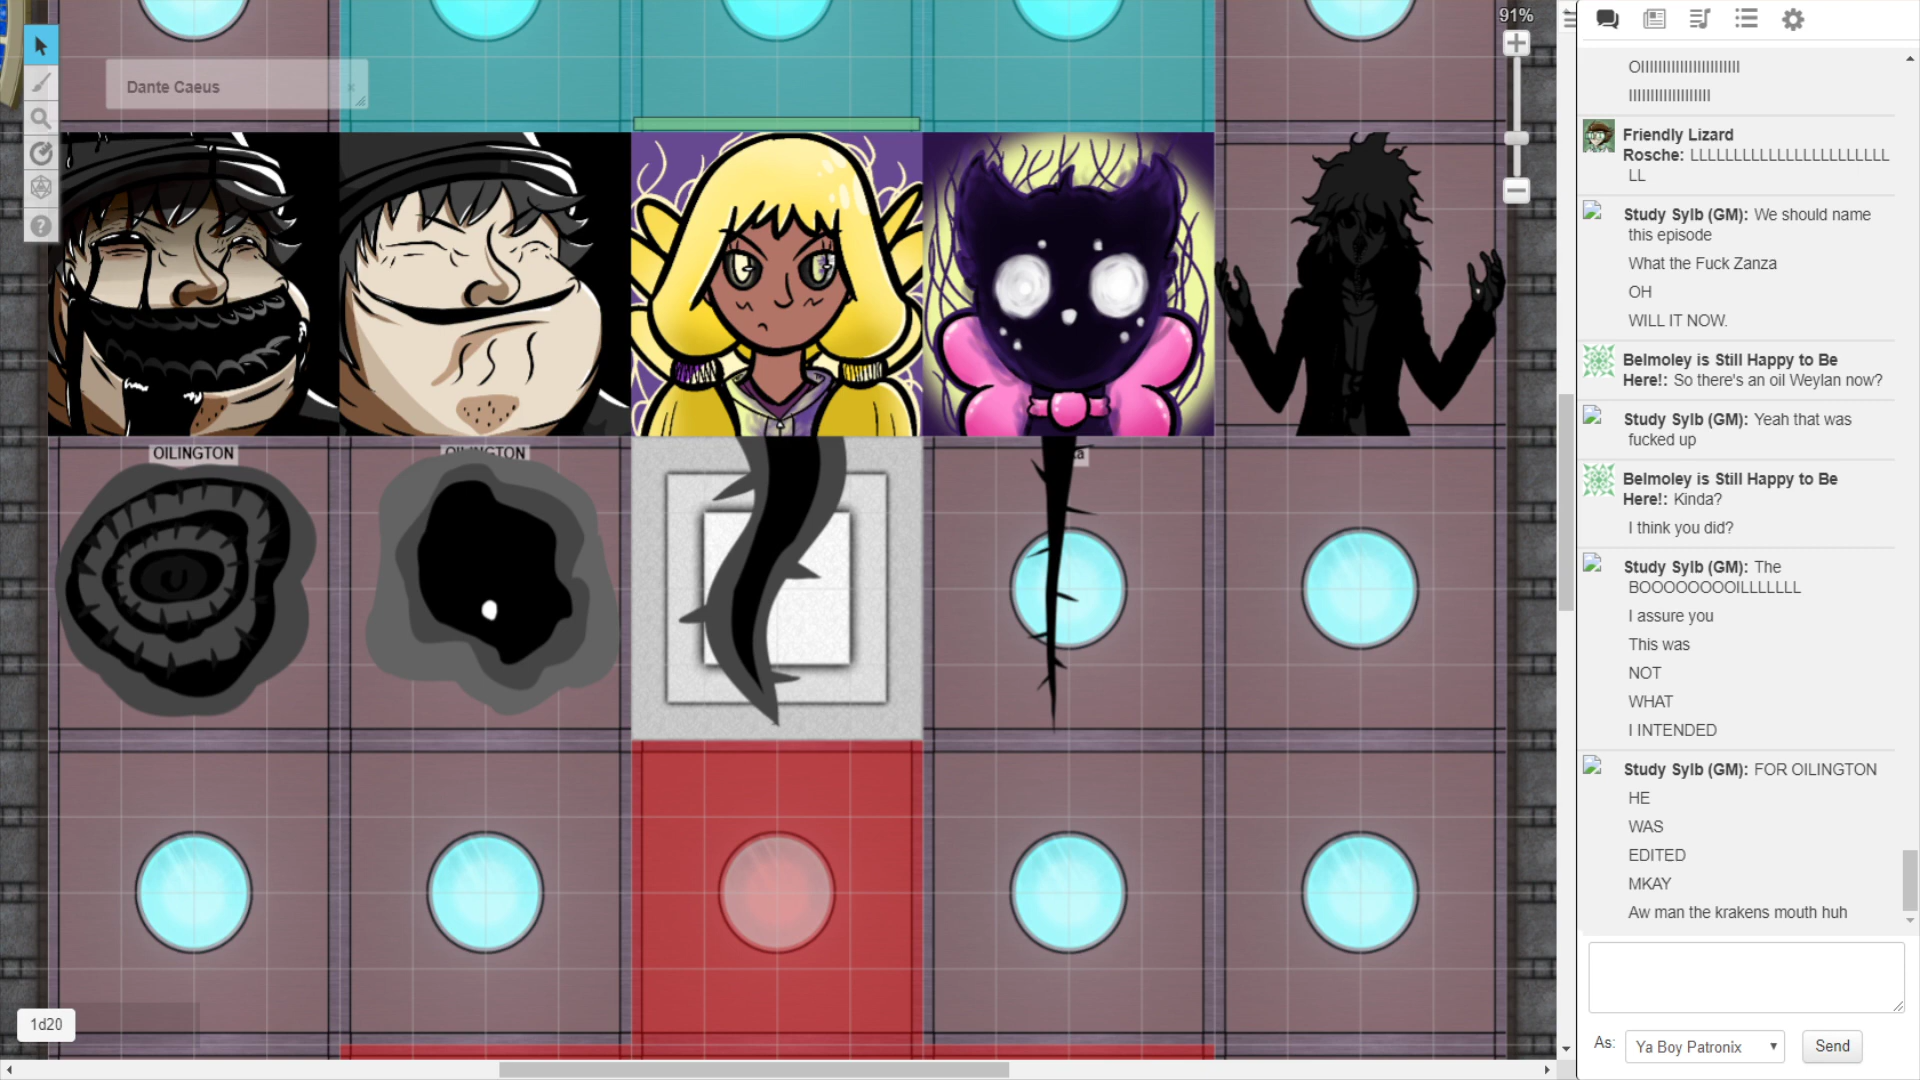 91%
Dante Caeus
OILINGTON
OILINGTON
1d20
OIIIIIIIIIIIIIIIIIIIIIII
IIIIIIIIIIIIIIIIIII
Friendly Lizard
Rosche: LLLLLLLLLLLLLLLLLLLLLLL
LL
Study Sylb (GM): We should name
this episode
What the Fuck Zanza
OH
WILL IT NOW.
Belmoley is Still Happy to Be
Here!: So there's an oil Weylan now?
Study Sylb (GM): Yeah that was
fucked up
Belmoley is Still Happy to Be
Here!: Kinda?
I think you did?
Study Sylb (GM): The
BOOOOOOOOILLLLLLL
I assure you
This was
NOT
WHAT
I INTENDED
Study Sylb (GM): FOR OILINGTON
HE
WAS
EDITED
MKAY
Aw man the krakens mouth huh
As:
Ya Boy Patronix
Send